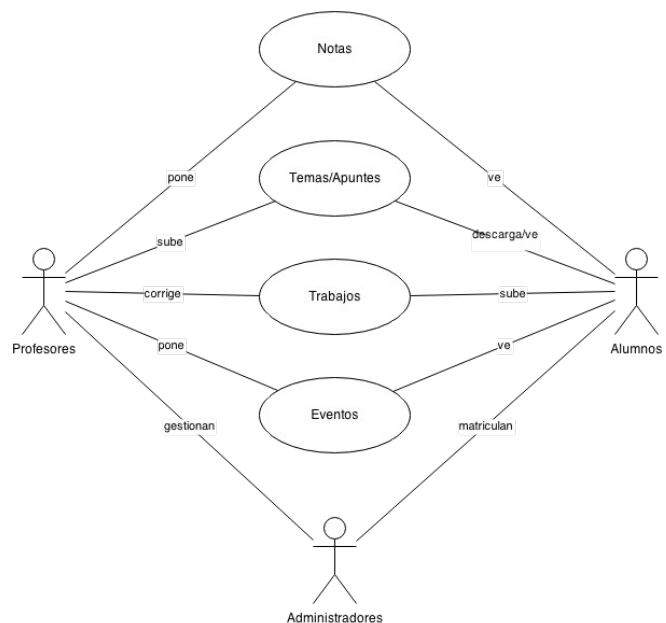 Notas
pone
ve
Temas/Apuntes
sube
descarga/ve
corrige
Trabajos
sube
Profesores
Alumnos
pone
ve
Eventos
gestionan
matriculan
Administradores